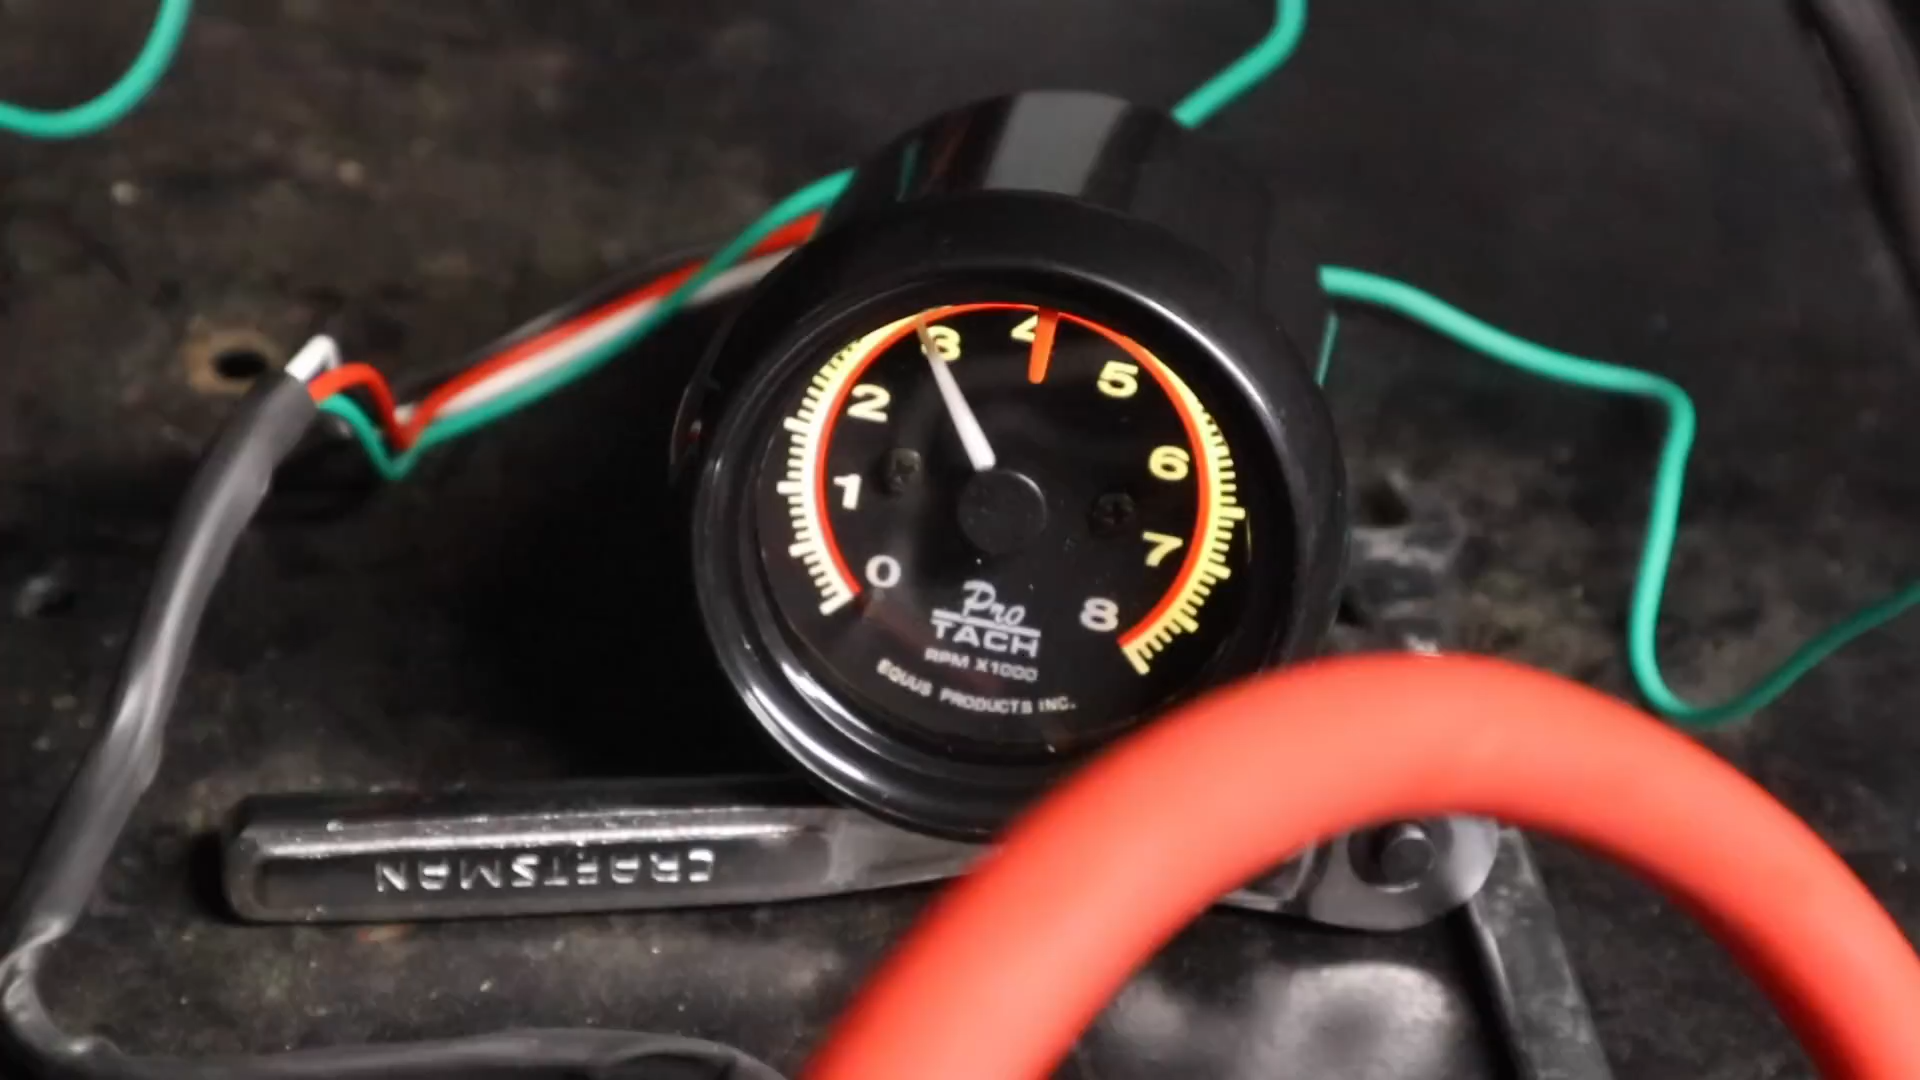 3
4
2
5
1
6
0
7
8
Pro
TACH
RPM X1000
EQUUS PRODUCTS INC.
CRAFTSMAN